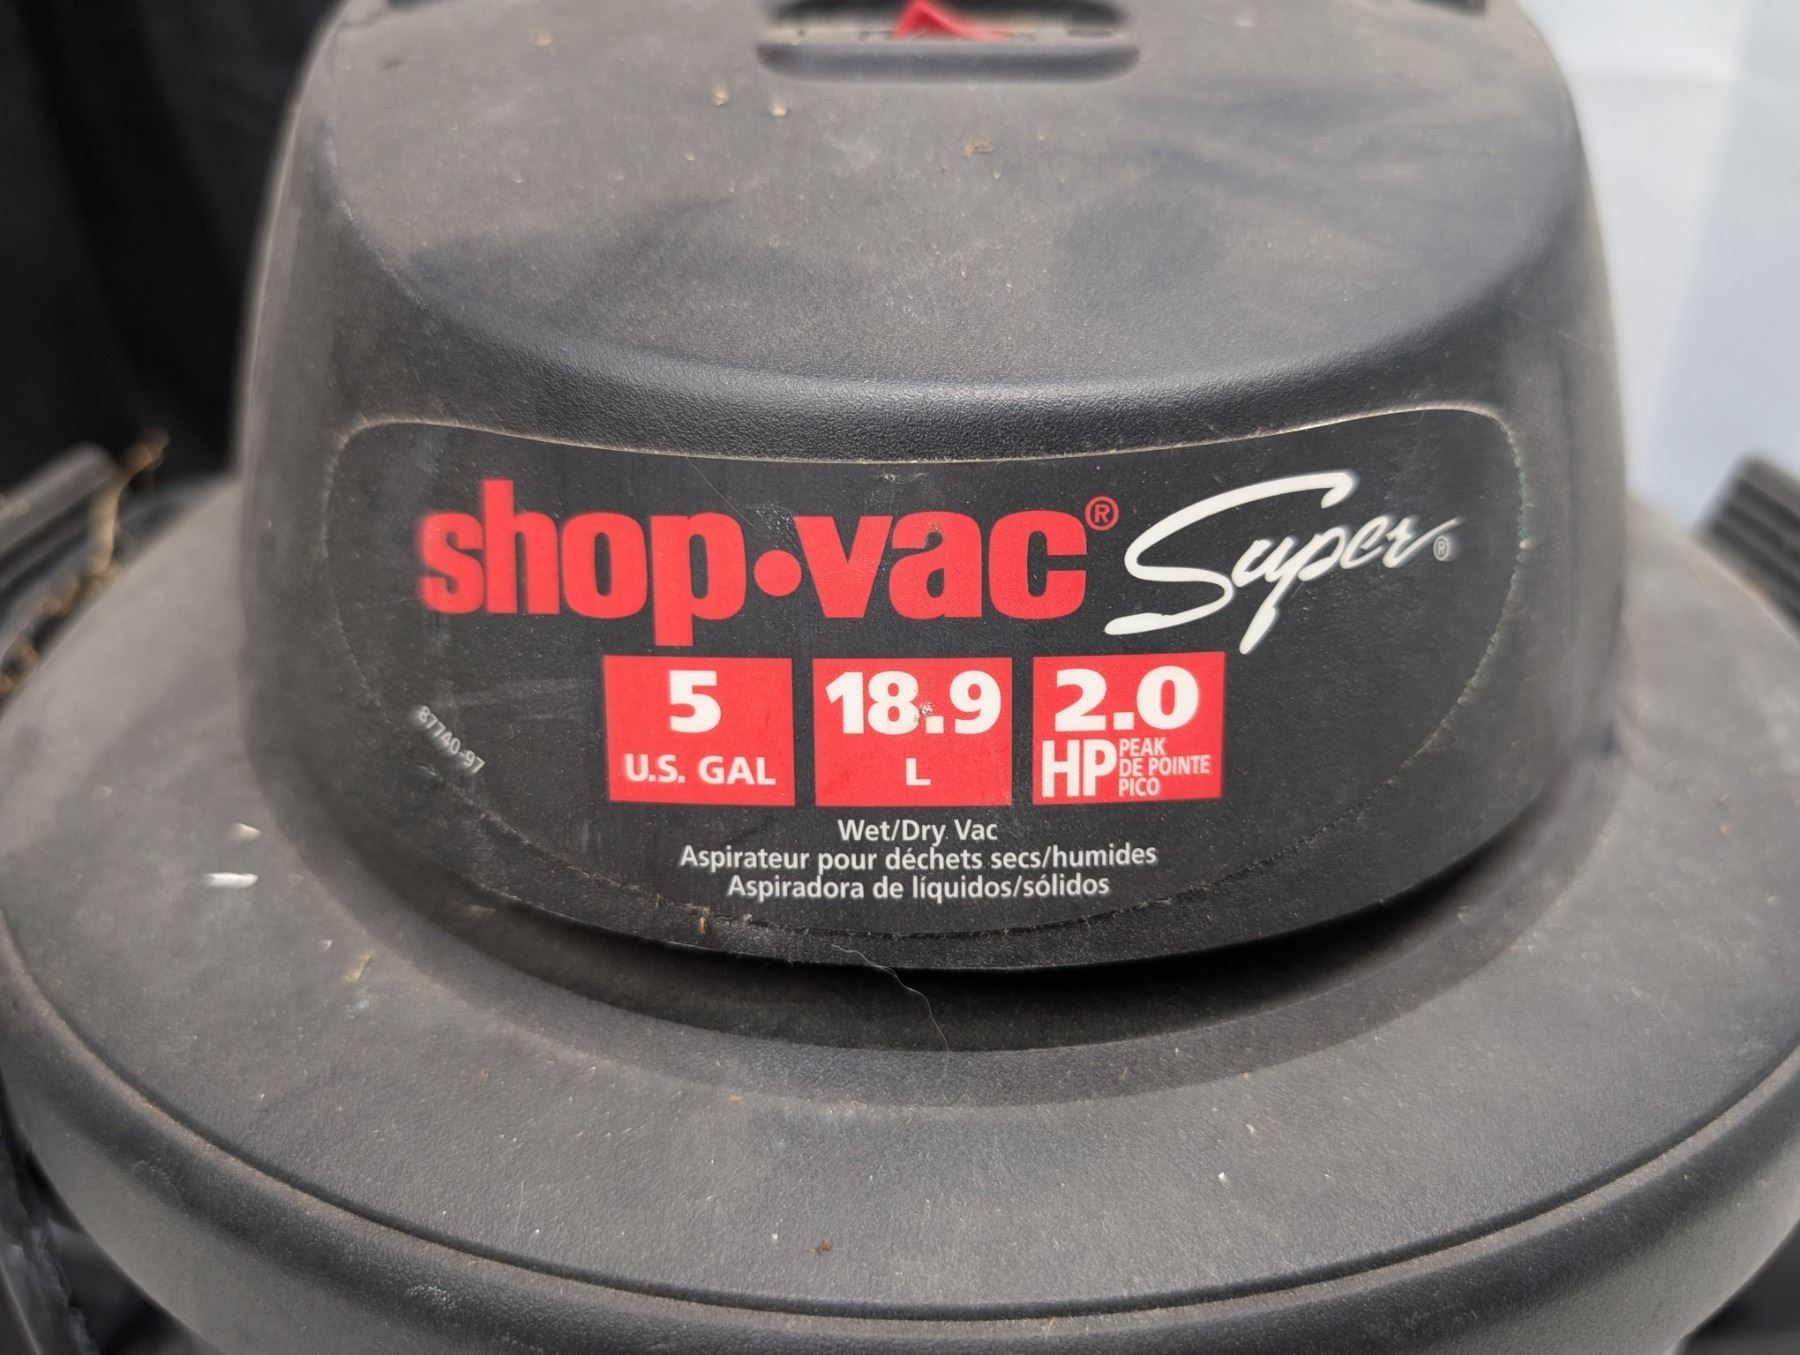 shop·vac® Super®
5
U.S. GAL
18.9
L
2.0
HP PEAK
DE POINTE
PICO
87740-97
Wet/Dry Vac
Aspirateur pour déchets secs/humides
Aspiradora de líquidos/sólidos